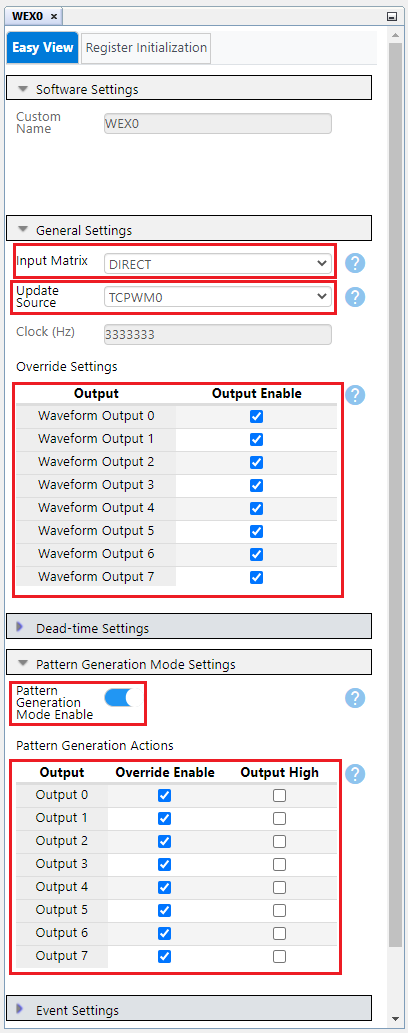 WEX0
Easy View
Register Initialization
Software Settings
Custom
Name
WEX0
General Settings
Input Matrix
DIRECT
Update
Source
TCPWM0
Clock (Hz)
3333333
Override Settings
Output Output Enable
Waveform Output 0
Waveform Output 1
Waveform Output 2
Waveform Output 3
Waveform Output 4
Waveform Output 5
Waveform Output 6
Waveform Output 7
Dead-time Settings
Pattern Generation Mode Settings
Pattern
Generation
Mode Enable
Pattern Generation Actions
Output Override Enable Output High
Output 0
Output 1
Output 2
Output 3
Output 4
Output 5
Output 6
Output 7
Event Settings